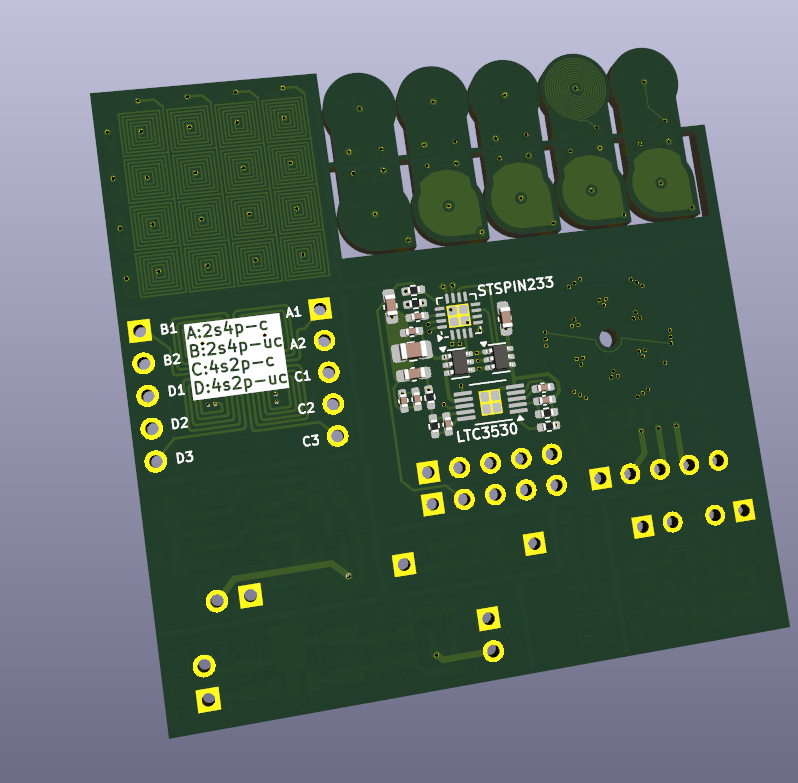 STSPIN233
B1
A1
A:2s4p-c
B:2s4p-uc
C:4s2p-c
D:4s2p-uc
B2
A2
D1
C1
D2
C2
D3
C3
LTC3530